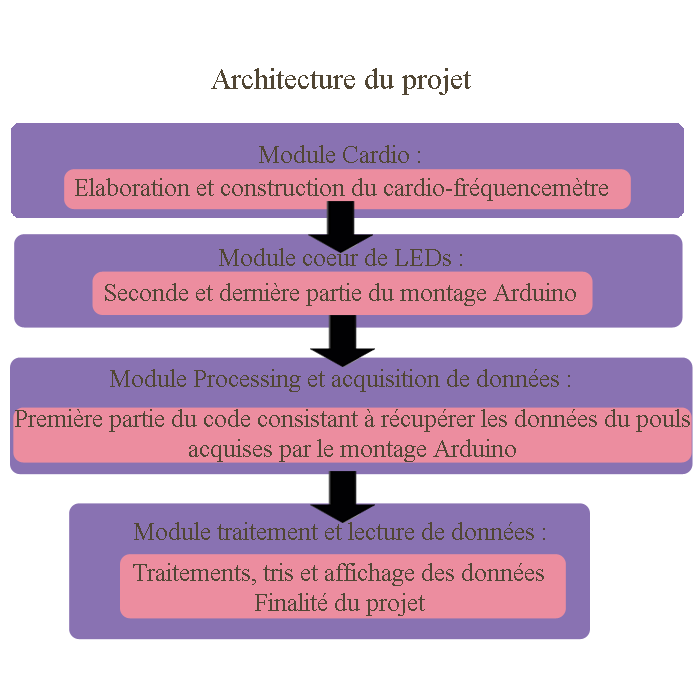 Architecture du projet
Module Cardio :
Elaboration et construction du cardio-fréquencemètre
Module coeur de LEDs :
Seconde et dernière partie du montage Arduino
Module Processing et acquisition de données :
Première partie du code consistant à récupérer les données du pouls
acquises par le montage Arduino
Module traitement et lecture de données :
Traitements, tris et affichage des données
Finalité du projet